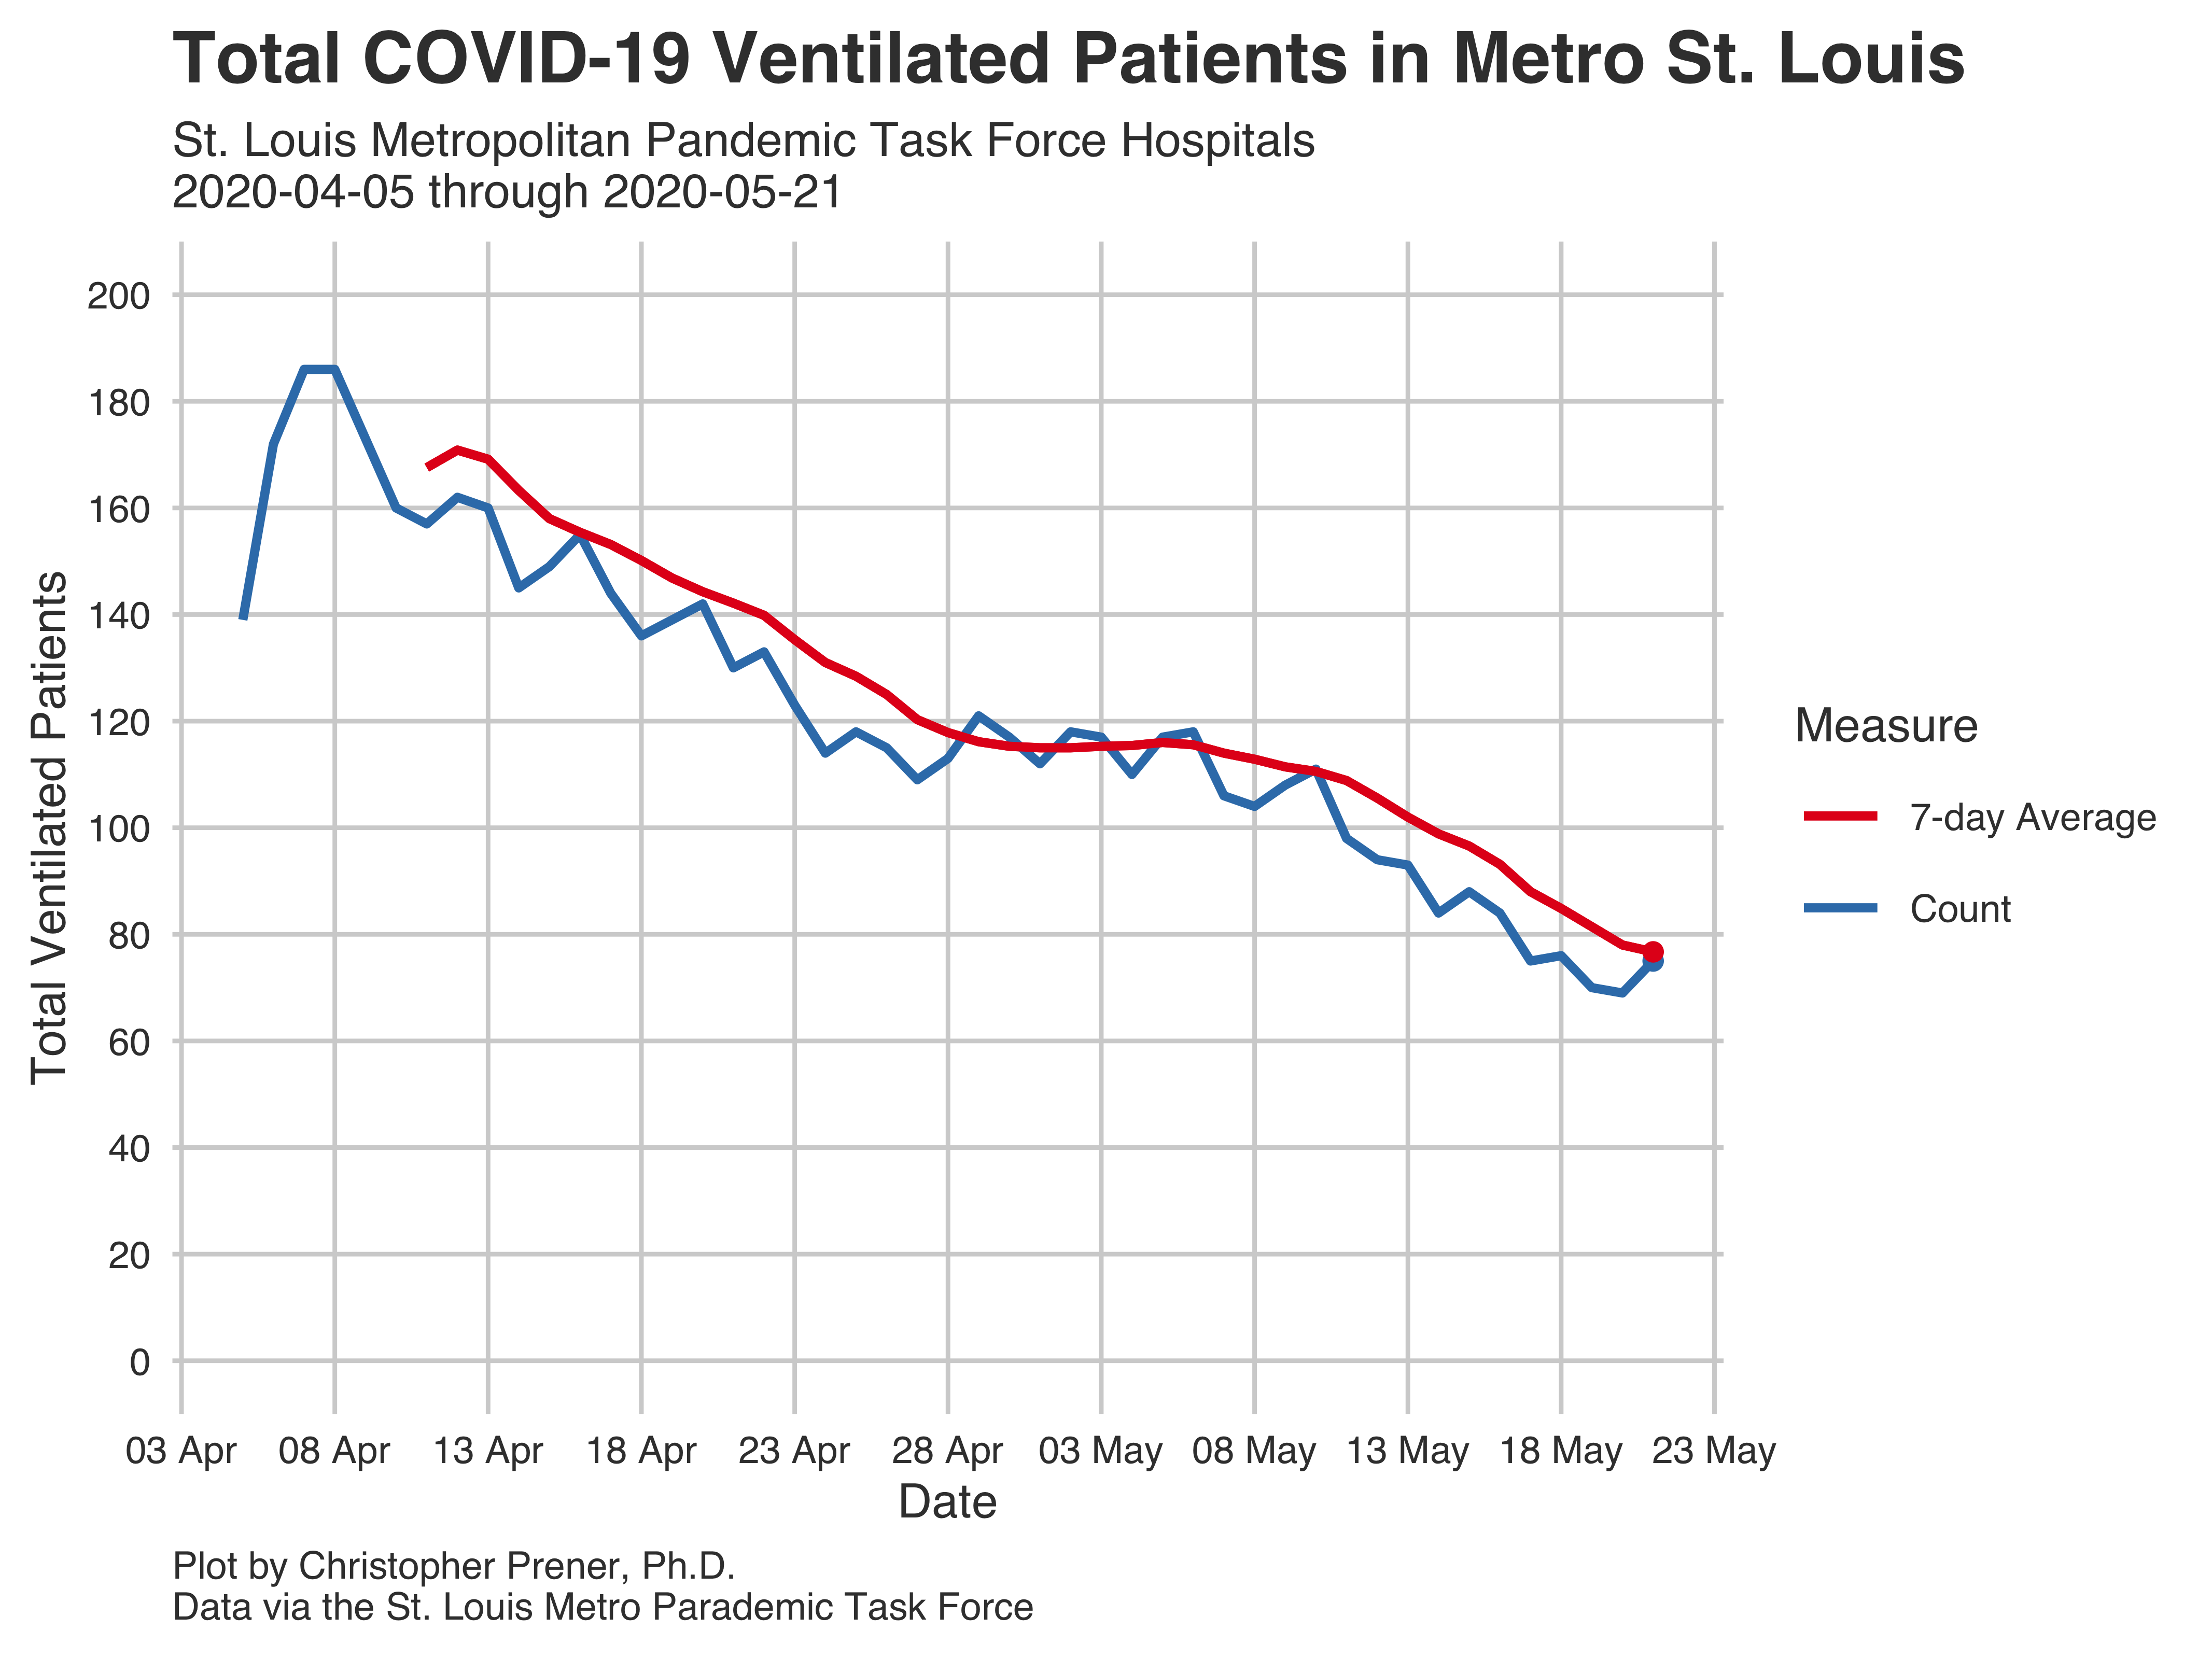 Total COVID-19 Ventilated Patients in Metro St. Louis
St. Louis Metropolitan Pandemic Task Force Hospitals
2020-04-05 through 2020-05-21
Total Ventilated Patients
200
180
160
140
120
100
80
60
40
20
0
03 Apr 08 Apr 13 Apr 18 Apr 23 Apr 28 Apr 03 May 08 May 13 May 18 May 23 May
Date
Measure
7-day Average
Count
Plot by Christopher Prener, Ph.D.
Data via the St. Louis Metro Parademic Task Force